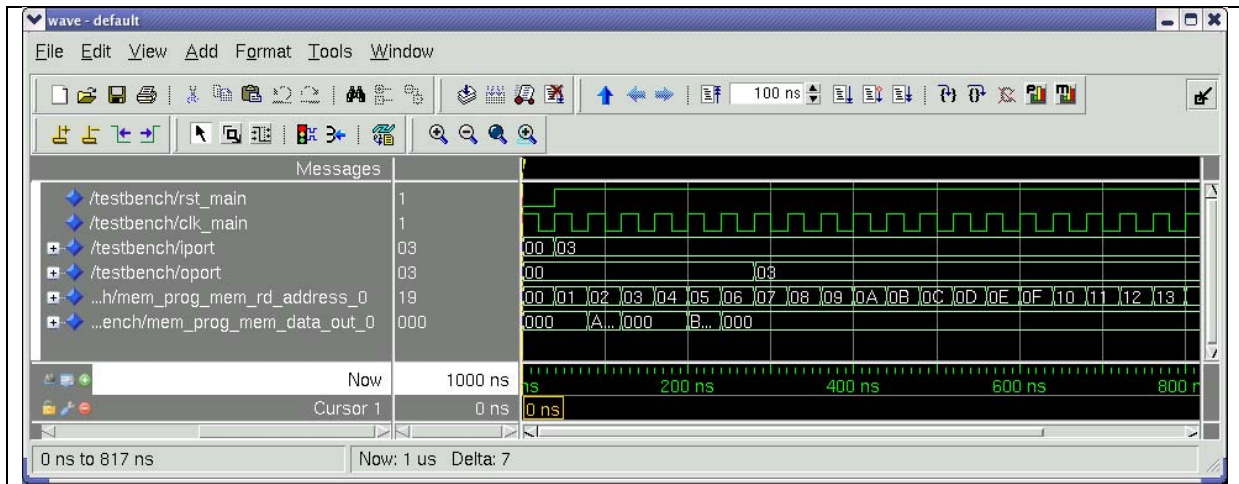 wave - default
File Edit View Add Format Tools Window
100 ns
Messages
/testbench/rst_main 1
/testbench/clk_main 1
/testbench/iport 03 00 03
/testbench/oport 03 00 03
...h/mem_prog_mem_rd_address_0 19 00 01 02 03 04 05 06 07 08 09 0A 0B 0C 0D 0E 0F 10 11 12 13
...ench/mem_prog_mem_data_out_0 000 000 A... 000 B... 000
Now 1000 ns ns 200 ns 400 ns 600 ns 800 n
Cursor 1 0 ns 0 ns
0 ns to 817 ns Now: 1 us Delta: 7